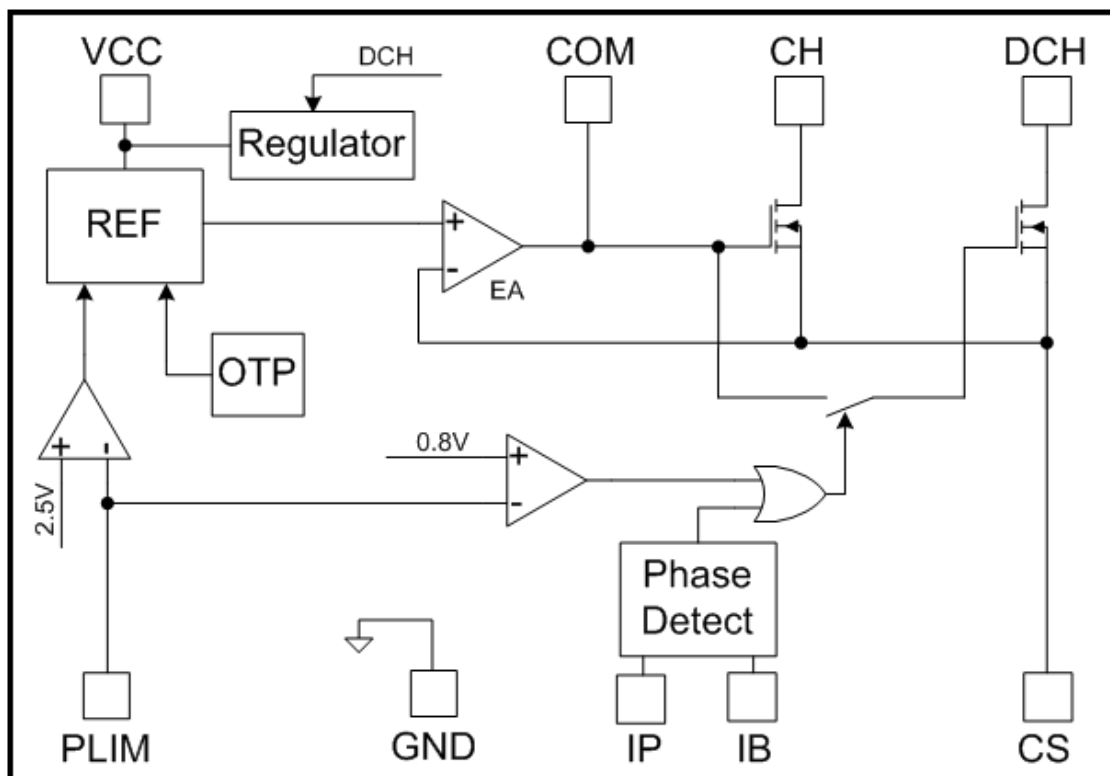 VCC
DCH
COM
CH
DCH
Regulator
REF
+
-
EA
OTP
+
-
2.5V
0.8V
+
-
Phase
Detect
PLIM
GND
IP
IB
CS